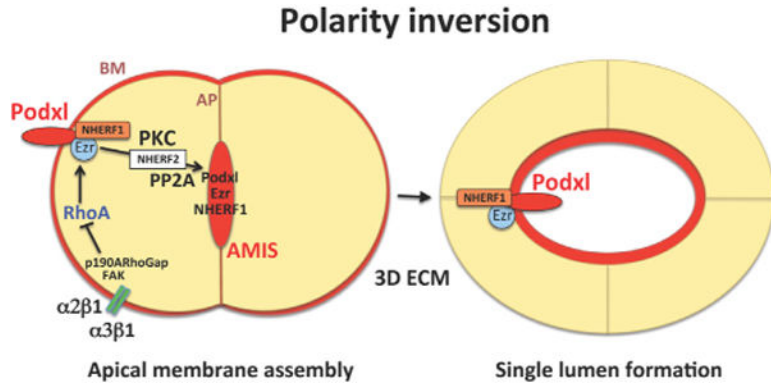 Polarity inversion
BM
AP
Podxl
NHERF1
Ezr
PKC
NHERF2
PP2A
Podxl
Ezr
NHERF1
RhoA
AMIS
p190ARhoGap
FAK
α2β1
α3β1
3D ECM
NHERF1
Podxl
Ezr
Apical membrane assembly
Single lumen formation